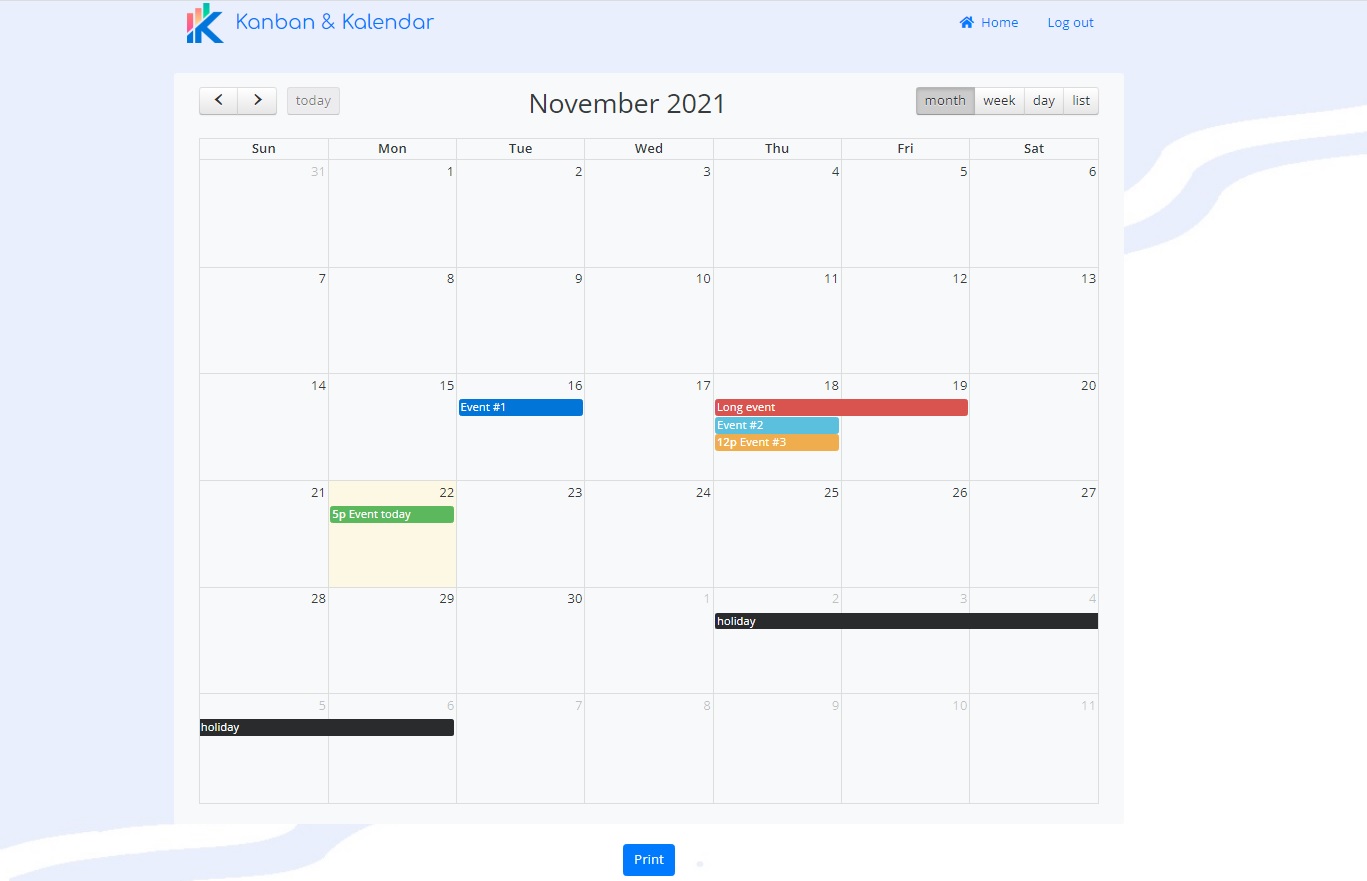 Kanban & Kalendar
Home Log out
today November 2021 month week day list
Sun Mon Tue Wed Thu Fri Sat
31 1 2 3 4 5 6
7 8 9 10 11 12 13
14 15 16 17 18 19 20
Event #1 Long event
Event #2
12p Event #3
21 22 23 24 25 26 27
5p Event today
28 29 30 1 2 3 4
holiday
5 6 7 8 9 10 11
holiday
Print